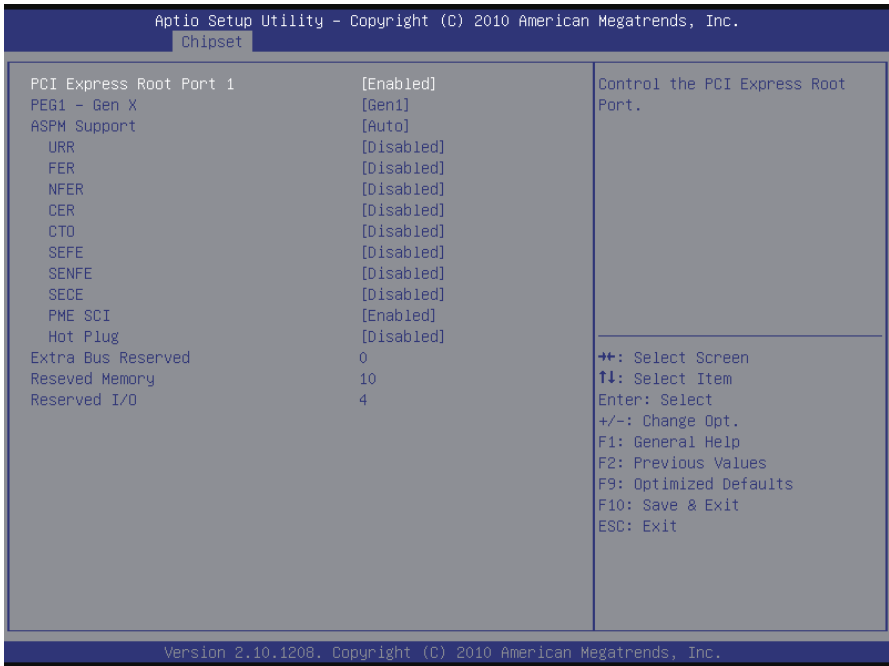 Aptio Setup Utility – Copyright (C) 2010 American Megatrends, Inc.
Chipset
PCI Express Root Port 1 [Enabled]
PEG1 – Gen X [Gen1]
ASPM Support [Auto]
URR [Disabled]
FER [Disabled]
NFER [Disabled]
CER [Disabled]
CTO [Disabled]
SEFE [Disabled]
SENFE [Disabled]
SECE [Disabled]
PME SCI [Enabled]
Hot Plug [Disabled]
Extra Bus Reserved 0
Reseved Memory 10
Reserved I/O 4
Control the PCI Express Root
Port.
→←: Select Screen
↑↓: Select Item
Enter: Select
+/-: Change Opt.
F1: General Help
F2: Previous Values
F9: Optimized Defaults
F10: Save & Exit
ESC: Exit
Version 2.10.1208. Copyright (C) 2010 American Megatrends, Inc.